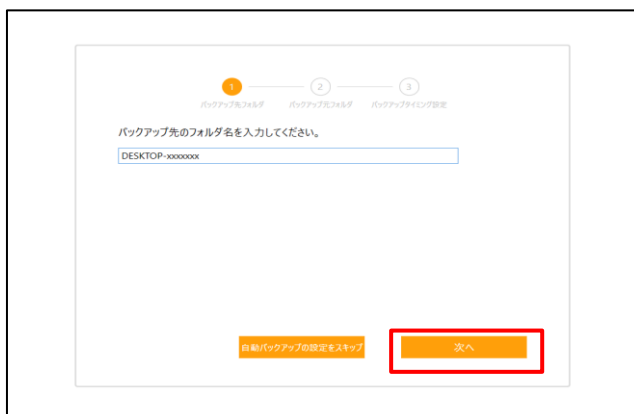 1
2
3
バックアップ先フォルダ
バックアップ元フォルダ
バックアップタイミング設定
バックアップ先のフォルダ名を入力してください。
DESKTOP-xxxxxxx
自動バックアップの設定をスキップ
次へ